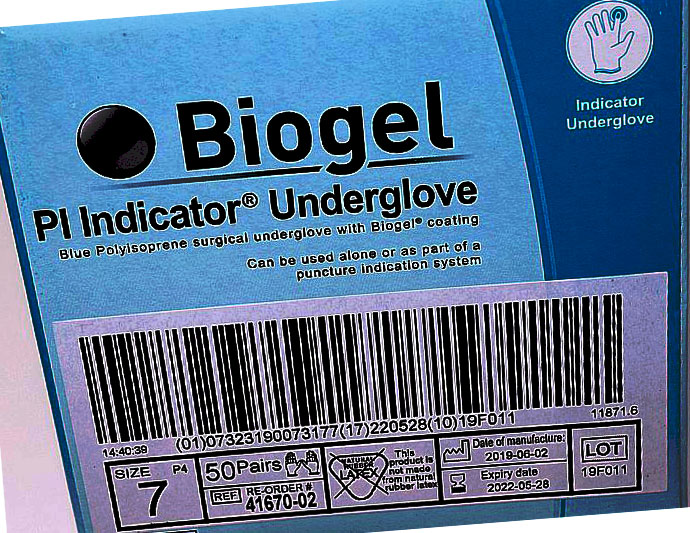 Indicator
Underglove
Biogel
PI Indicator® Underglove
Blue Polyisoprene surgical underglove with Biogel® coating
Can be used alone or as part of a
puncture indication system
(01)07323190073177(17)220528(10)19F011
14:40:39
11871.6
SIZE P4
7
50Pairs
REF RE-ORDER #
41670-02
NATURAL
RUBBER
LATEX
This
product is
not made
from natural
rubber latex
Date of manufacture:
2019-06-02
Expiry date
2022-05-28
LOT
19F011